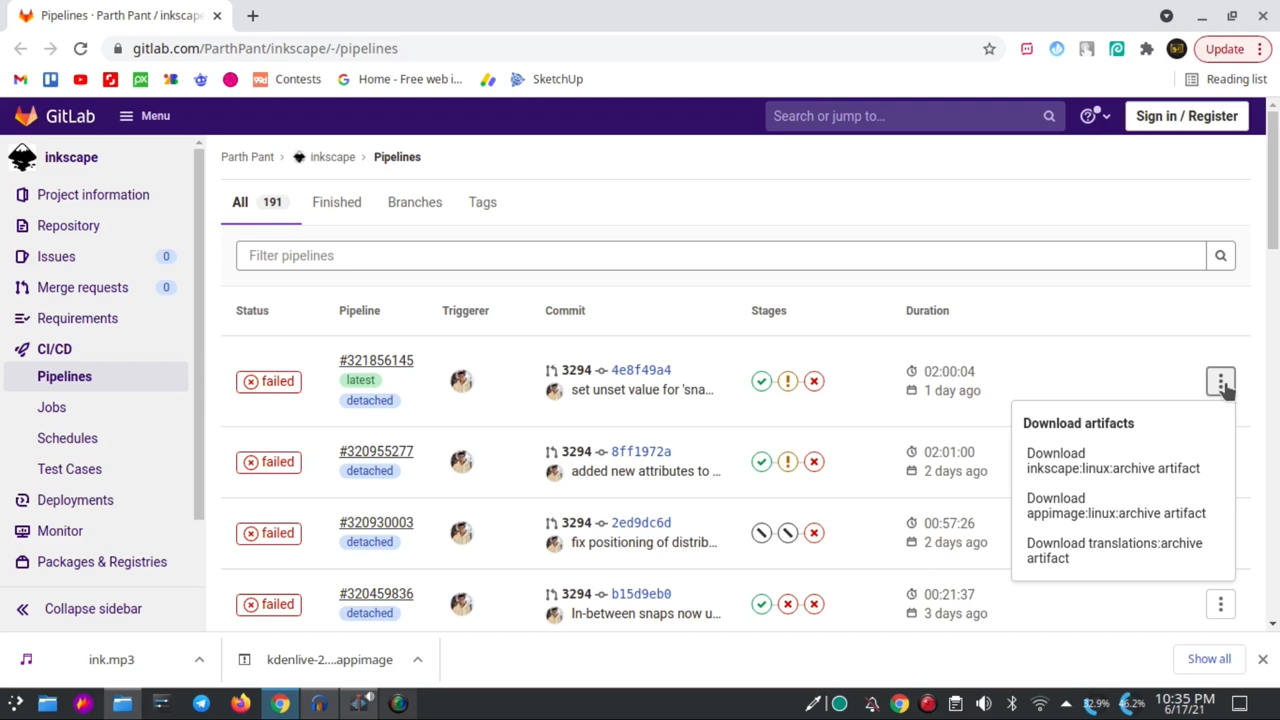 Pipelines · Parth Pant / inkscape
gitlab.com/ParthPant/inkscape/-/pipelines
Update
Contests
Home - Free web i...
SketchUp
Reading list
GitLab
Menu
Search or jump to...
Sign in / Register
inkscape
Project information
Repository
Issues 0
Merge requests 0
Requirements
CI/CD
Pipelines
Jobs
Schedules
Test Cases
Deployments
Monitor
Packages & Registries
Collapse sidebar
Parth Pant > inkscape > Pipelines
All 191 Finished Branches Tags
Filter pipelines
Status Pipeline Triggerer Commit Stages Duration
failed
#321856145
latest
detached
3294 4e8f49a4
set unset value for 'sna...
02:00:04
1 day ago
failed
#320955277
detached
3294 8ff1972a
added new attributes to ...
02:01:00
2 days ago
failed
#320930003
detached
3294 2ed9dc6d
fix positioning of distrib...
00:57:26
2 days ago
failed
#320459836
detached
3294 b15d9eb0
In-between snaps now u...
00:21:37
3 days ago
Download artifacts
Download
inkscape:linux:archive artifact
Download
appimage:linux:archive artifact
Download translations:archive
artifact
ink.mp3
kdenlive-2....appimage
Show all
32.9%
46.2%
10:35 PM
6/17/21